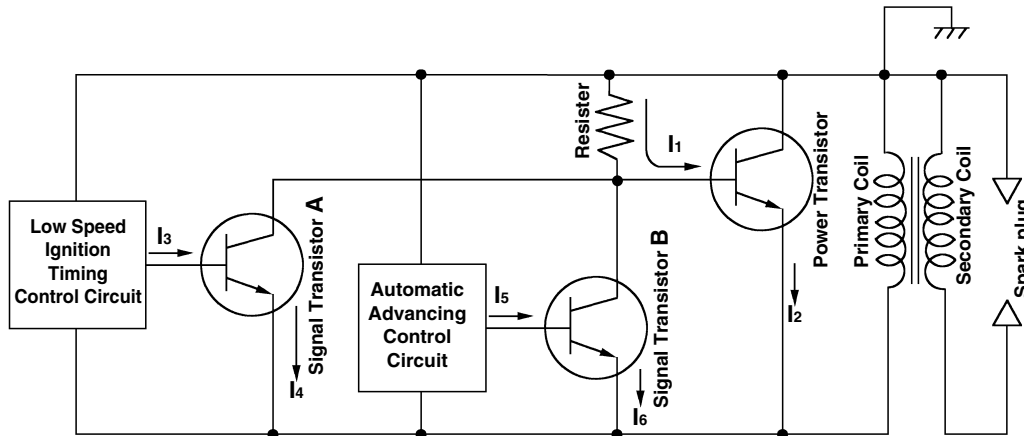 Low Speed
Ignition
Timing
Control Circuit
I3
Signal Transistor A
I4
Automatic
Advancing
Control
Circuit
I5
Signal Transistor B
I6
Resister
I1
Power Transistor
I2
Primary Coil
Secondary Coil
Spark plug